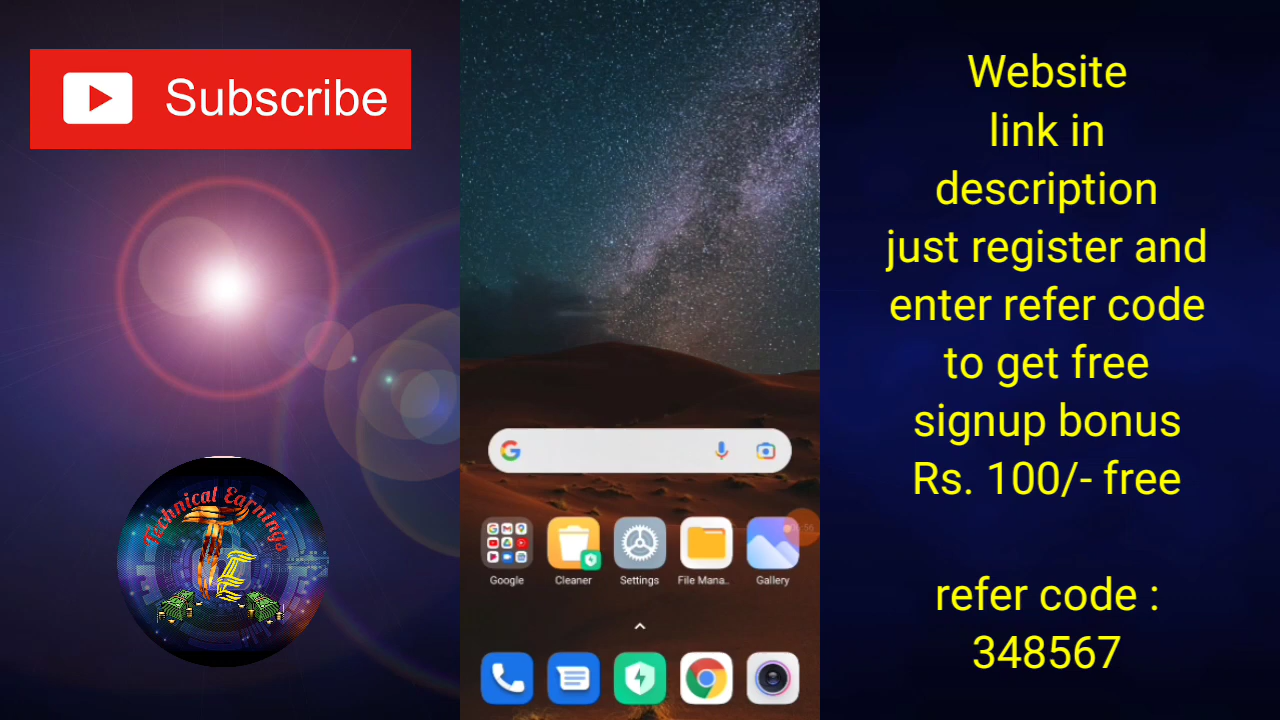 Subscribe
Technical Earnings
Website
link in
description
just register and
enter refer code
to get free
signup bonus
Rs. 100/- free
refer code :
348567
Google
Cleaner
Settings
File Mana..
Gallery